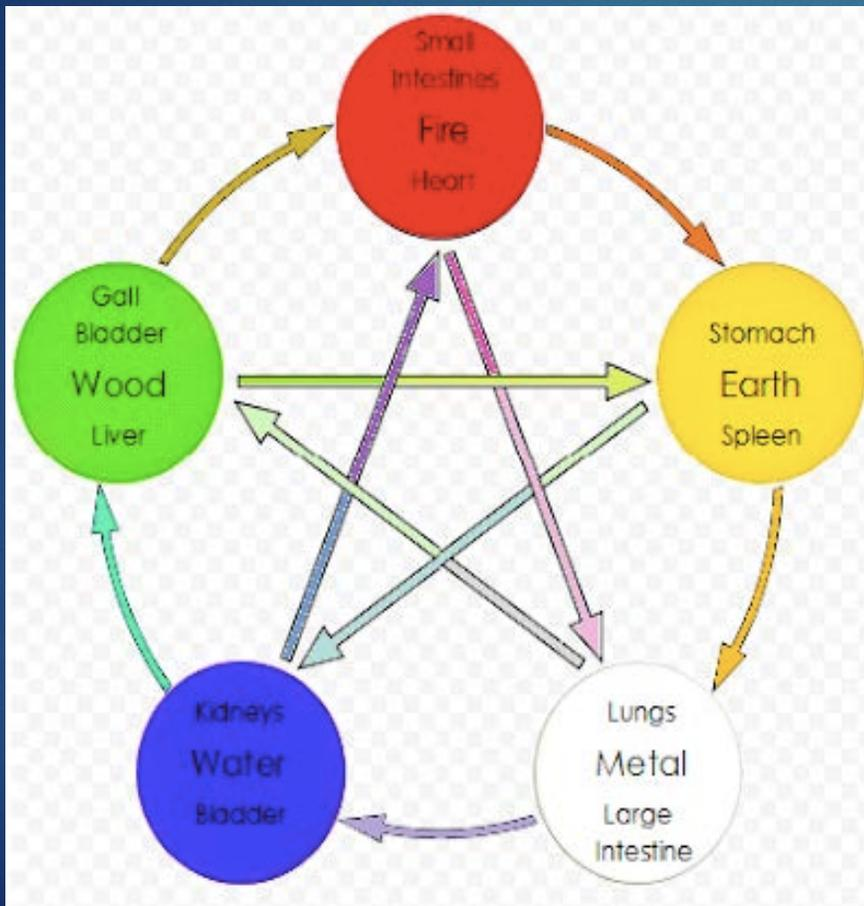 Small
Intestines
Fire
Heart
Gall
Bladder
Wood
Liver
Stomach
Earth
Spleen
Kidneys
Water
Bladder
Lungs
Metal
Large
Intestine